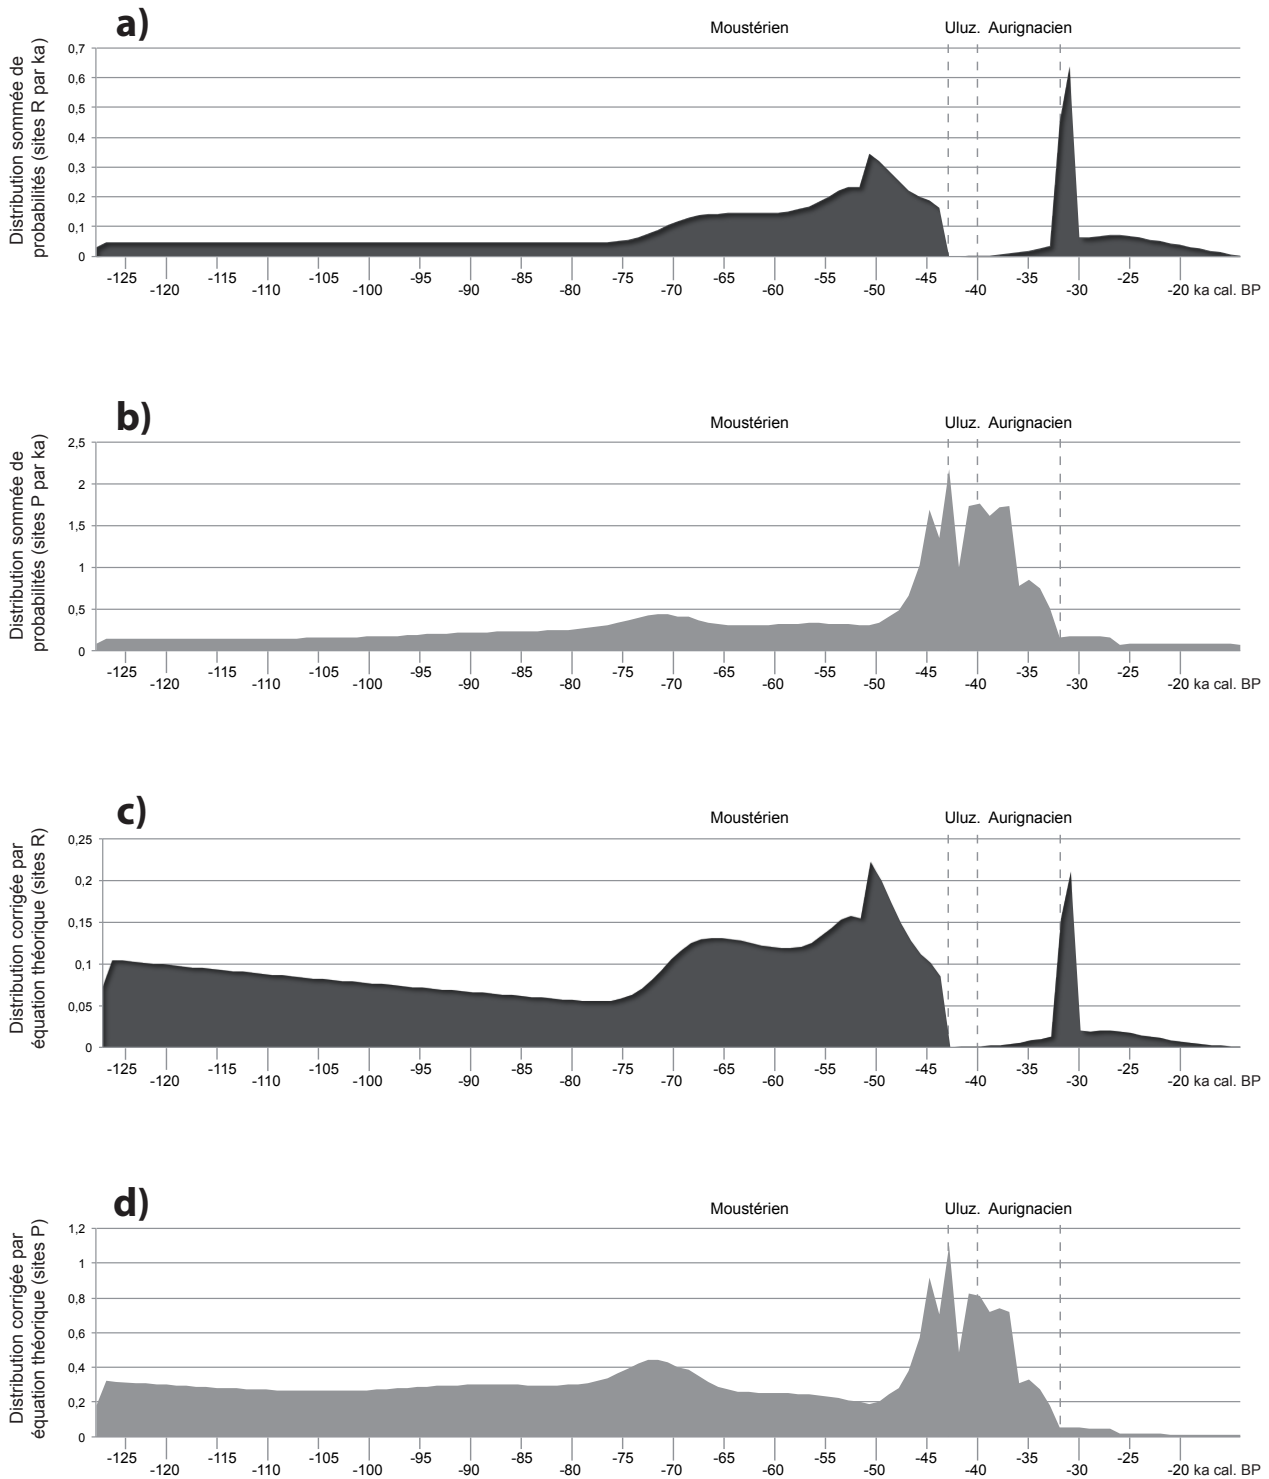 a)
Moustérien Uluz. Aurignacien
Distribution sommée de
probabilités (sites R par ka)
0,7
0,6
0,5
0,4
0,3
0,2
0,1
0
-125 -115 -105 -95 -85 -75 -65 -55 -45 -35 -25
-120 -110 -100 -90 -80 -70 -60 -50 -40 -30 -20 ka cal. BP
b)
Moustérien Uluz. Aurignacien
Distribution sommée de
probabilités (sites P par ka)
2,5
2
1,5
1
0,5
0
-125 -115 -105 -95 -85 -75 -65 -55 -45 -35 -25
-120 -110 -100 -90 -80 -70 -60 -50 -40 -30 -20 ka cal. BP
c)
Moustérien Uluz. Aurignacien
Distribution corrigée par
équation théorique (sites R)
0,25
0,2
0,15
0,1
0,05
0
-125 -115 -105 -95 -85 -75 -65 -55 -45 -35 -25
-120 -110 -100 -90 -80 -70 -60 -50 -40 -30 -20 ka cal. BP
d)
Moustérien Uluz. Aurignacien
Distribution corrigée par
équation théorique (sites P)
1,2
1
0,8
0,6
0,4
0,2
0
-125 -115 -105 -95 -85 -75 -65 -55 -45 -35 -25
-120 -110 -100 -90 -80 -70 -60 -50 -40 -30 -20 ka cal. BP